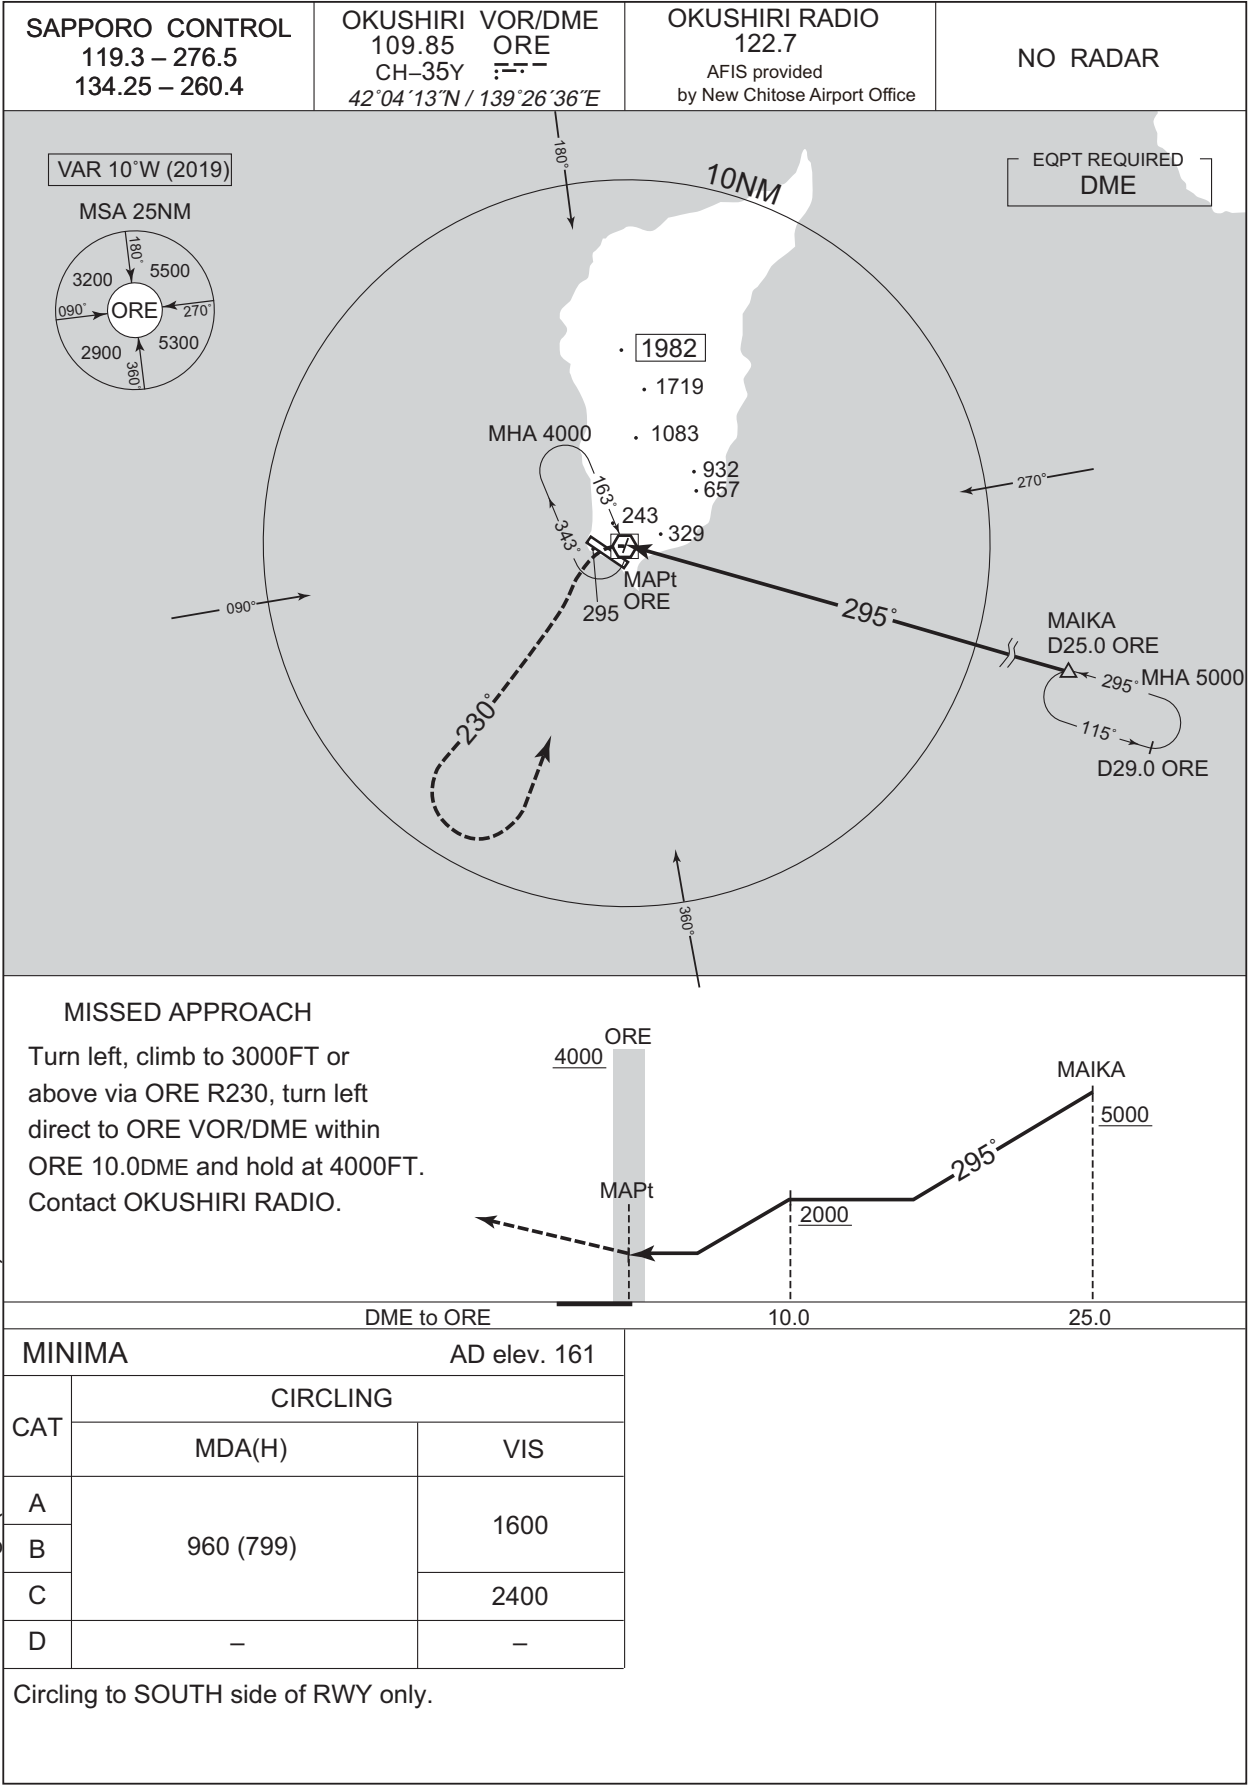 SAPPORO CONTROL
119.3 – 276.5
134.25 – 260.4
OKUSHIRI VOR/DME
109.85 ORE
CH–35Y
42˚04´13˝N / 139˚26´36˝E
OKUSHIRI RADIO
122.7
AFIS provided
by New Chitose Airport Office
NO RADAR
VAR 10˚W (2019)
MSA 25NM
180˚
3200
5500
090˚
ORE
270˚
2900
5300
360˚
180˚
10NM
EQPT REQUIRED
DME
1982
1719
1083
932
657
243
329
MHA 4000
163˚
343˚
MAPt
ORE
295
295˚
270˚
090˚
230˚
360˚
MAIKA
D25.0 ORE
295˚
MHA 5000
115˚
D29.0 ORE
MISSED APPROACH
Turn left, climb to 3000FT or
above via ORE R230, turn left
direct to ORE VOR/DME within
ORE 10.0DME and hold at 4000FT.
Contact OKUSHIRI RADIO.
ORE
4000
MAPt
MAIKA
5000
295˚
2000
DME to ORE
10.0
25.0
MINIMA
AD elev. 161
CAT
CIRCLING
MDA(H)
VIS
A
B
C
D
960 (799)
1600
2400
–
–
Circling to SOUTH side of RWY only.